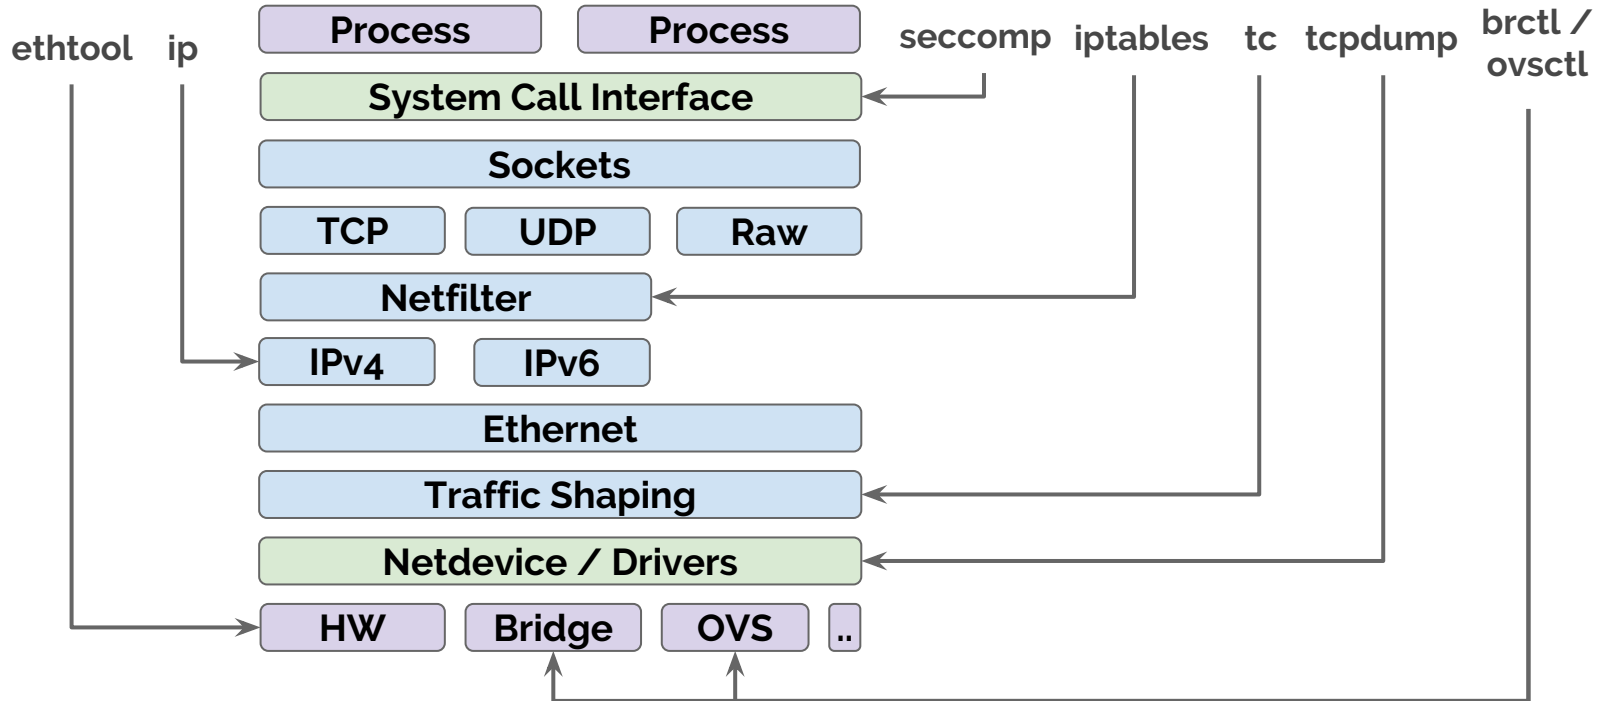 ethtool
ip
Process
Process
seccomp
iptables
tc
tcpdump
brctl /
ovsctl
System Call Interface
Sockets
TCP
UDP
Raw
Netfilter
IPv4
IPv6
Ethernet
Traffic Shaping
Netdevice / Drivers
HW
Bridge
OVS
..